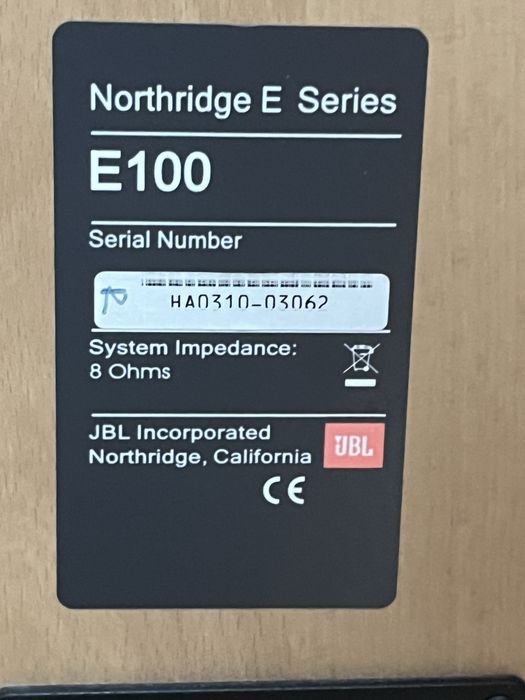 Northridge E Series
E100
Serial Number
HA0310-03062
System Impedance:
8 Ohms
JBL Incorporated
Northridge, California
JBL
CE